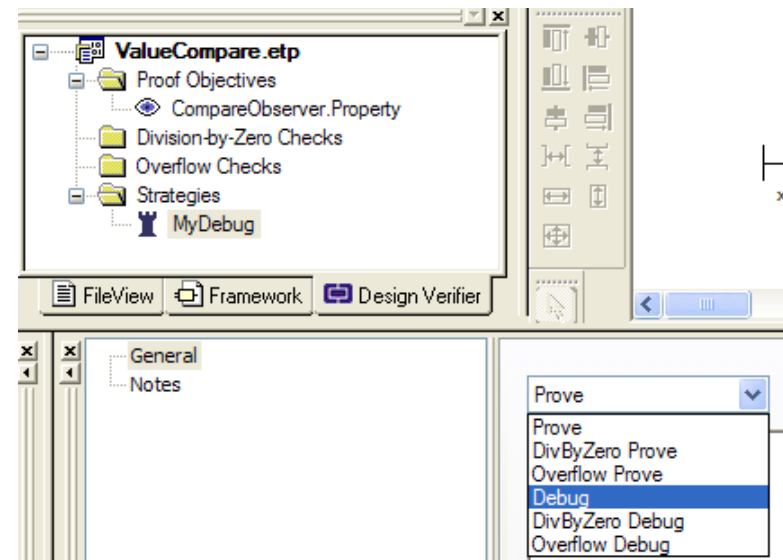 ValueCompare.etp
Proof Objectives
CompareObserver.Property
Division-by-Zero Checks
Overflow Checks
Strategies
MyDebug
x
FileView Framework Design Verifier
General
Notes
Prove
Prove
DivByZero Prove
Overflow Prove
Debug
DivByZero Debug
Overflow Debug